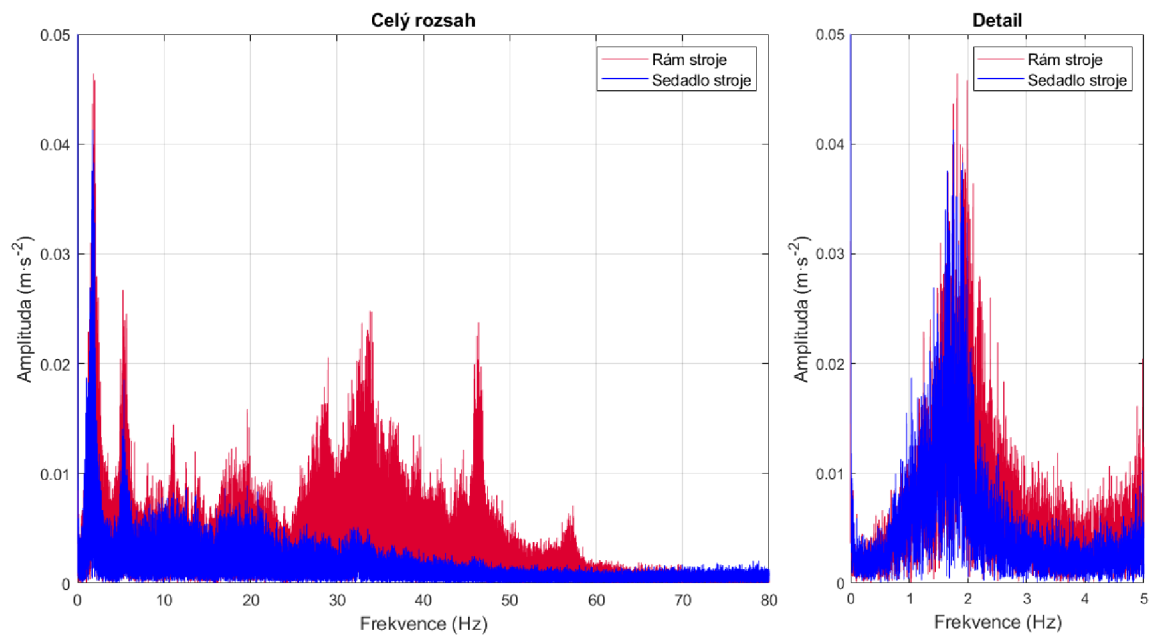 Celý rozsah
Rám stroje
Sedadlo stroje
Amplituda (m·s⁻²)
0.05
0.04
0.03
0.02
0.01
0
0 10 20 30 40 50 60 70 80
Frekvence (Hz)
Detail
Rám stroje
Sedadlo stroje
Amplituda (m·s⁻²)
0.05
0.04
0.03
0.02
0.01
0
0 1 2 3 4 5
Frekvence (Hz)